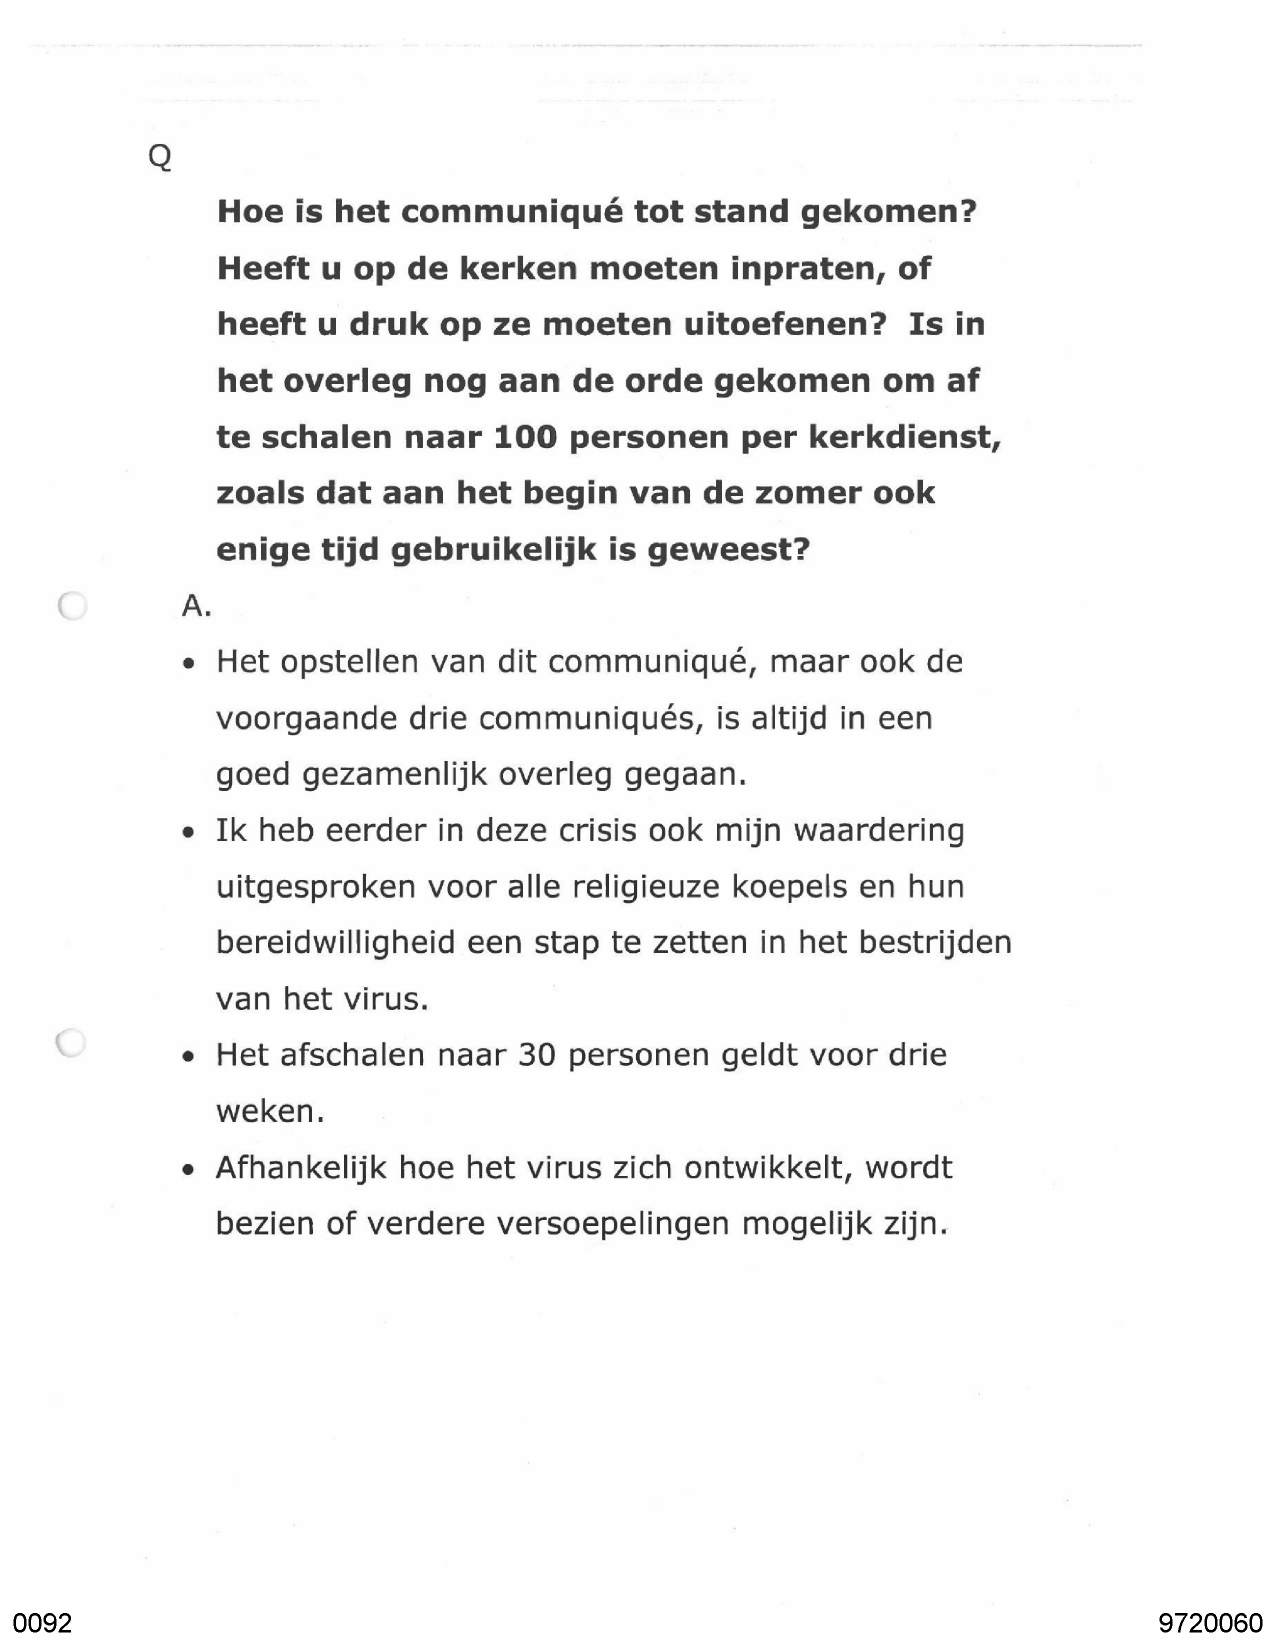 Q
Hoe is het communiqué tot stand gekomen?
Heeft u op de kerken moeten inpraten, of
heeft u druk op ze moeten uitoefenen? Is in
het overleg nog aan de orde gekomen om af
te schalen naar 100 personen per kerkdienst,
zoals dat aan het begin van de zomer ook
enige tijd gebruikelijk is geweest?
A.
• Het opstellen van dit communiqué, maar ook de
voorgaande drie communiqués, is altijd in een
goed gezamenlijk overleg gegaan.
• Ik heb eerder in deze crisis ook mijn waardering
uitgesproken voor alle religieuze koepels en hun
bereidwilligheid een stap te zetten in het bestrijden
van het virus.
• Het afschalen naar 30 personen geldt voor drie
weken.
• Afhankelijk hoe het virus zich ontwikkelt, wordt
bezien of verdere versoepelingen mogelijk zijn.
0092
9720060